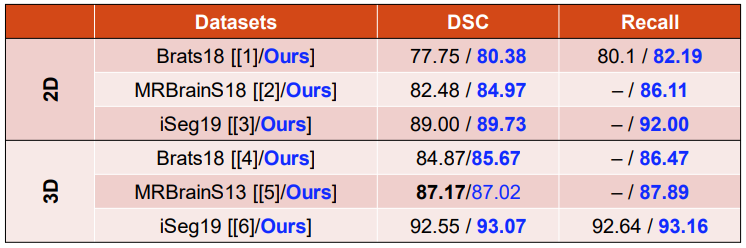 Datasets DSC Recall
2D
Brats18 [[1]/Ours] 77.75 / 80.38 80.1 / 82.19
MRBrainS18 [[2]/Ours] 82.48 / 84.97 – / 86.11
iSeg19 [[3]/Ours] 89.00 / 89.73 – / 92.00
3D
Brats18 [[4]/Ours] 84.87/85.67 – / 86.47
MRBrainS13 [[5]/Ours] 87.17/87.02 – / 87.89
iSeg19 [[6]/Ours] 92.55 / 93.07 92.64 / 93.16